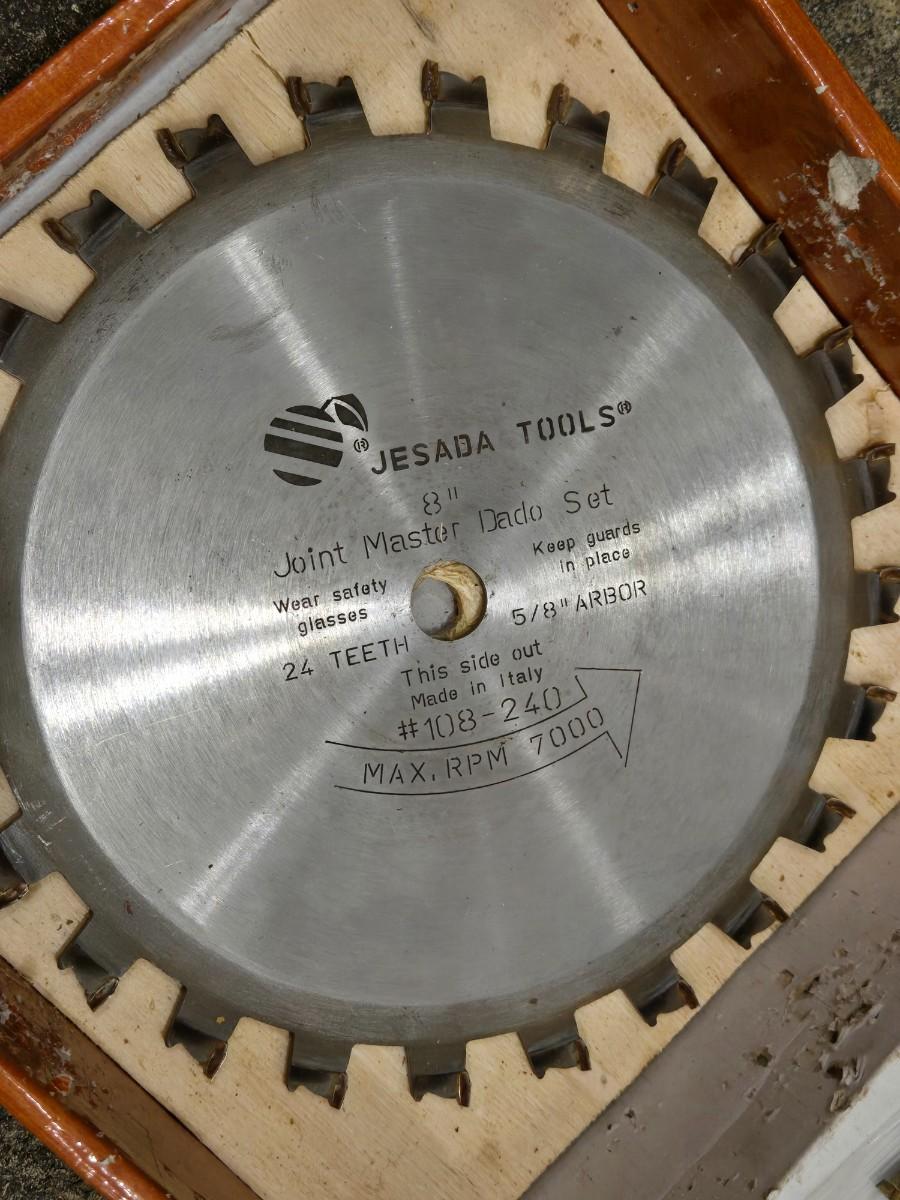 ® JESADA TOOLS®
8"
Joint Master Dado Set
Wear safety
glasses
Keep guards
in place
24 TEETH
5/8" ARBOR
This side out
Made in Italy
#108-240
MAX. RPM 7000